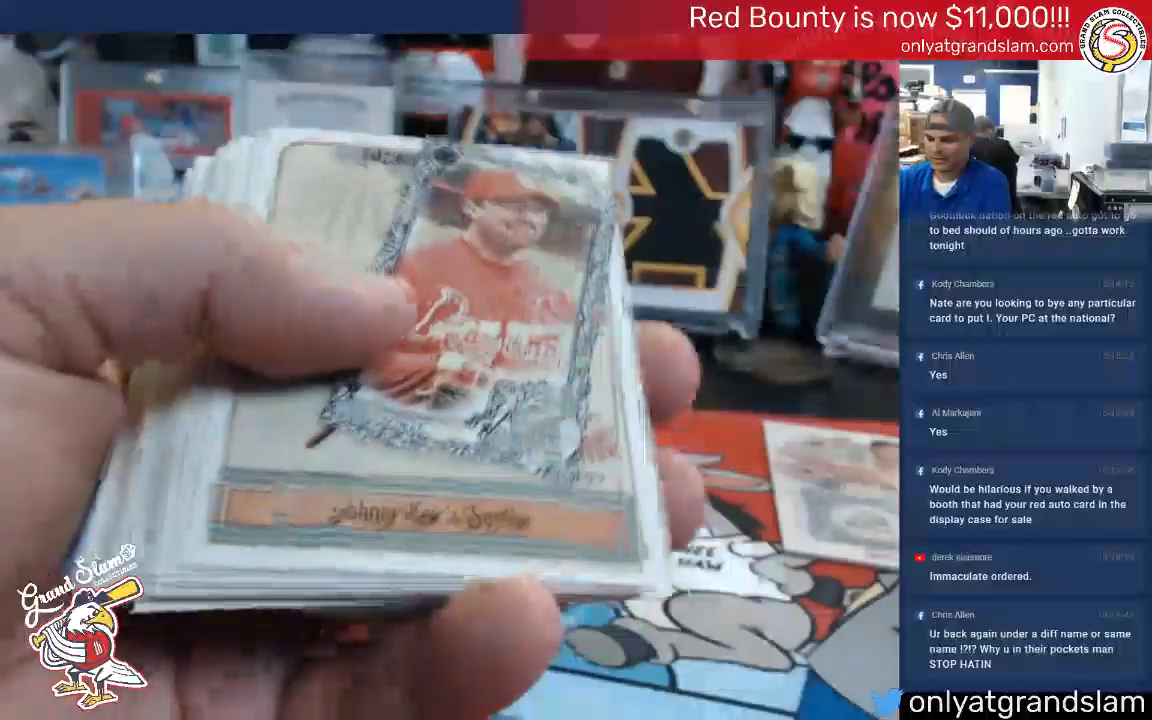 Red Bounty is now $11,000!!!
onlyatgrandslam.com
GRAND SLAM COLLECTIBLES
to bed should of hours ago ..gotta work
tonight
Kody Chambers
Nate are you looking to bye any particular
card to put I. Your PC at the national?
Chris Allen
Yes
Al Markajani
Yes
Kody Chambers
Would be hilarious if you walked by a
booth that had your red auto card in the
display case for sale
derek sizemore
Immaculate ordered.
Chris Allen
Ur back again under a diff name or same
name !?!? Why u in their pockets man
STOP HATIN
Grand Slam
COLLECTIBLES
onlyatgrandslam